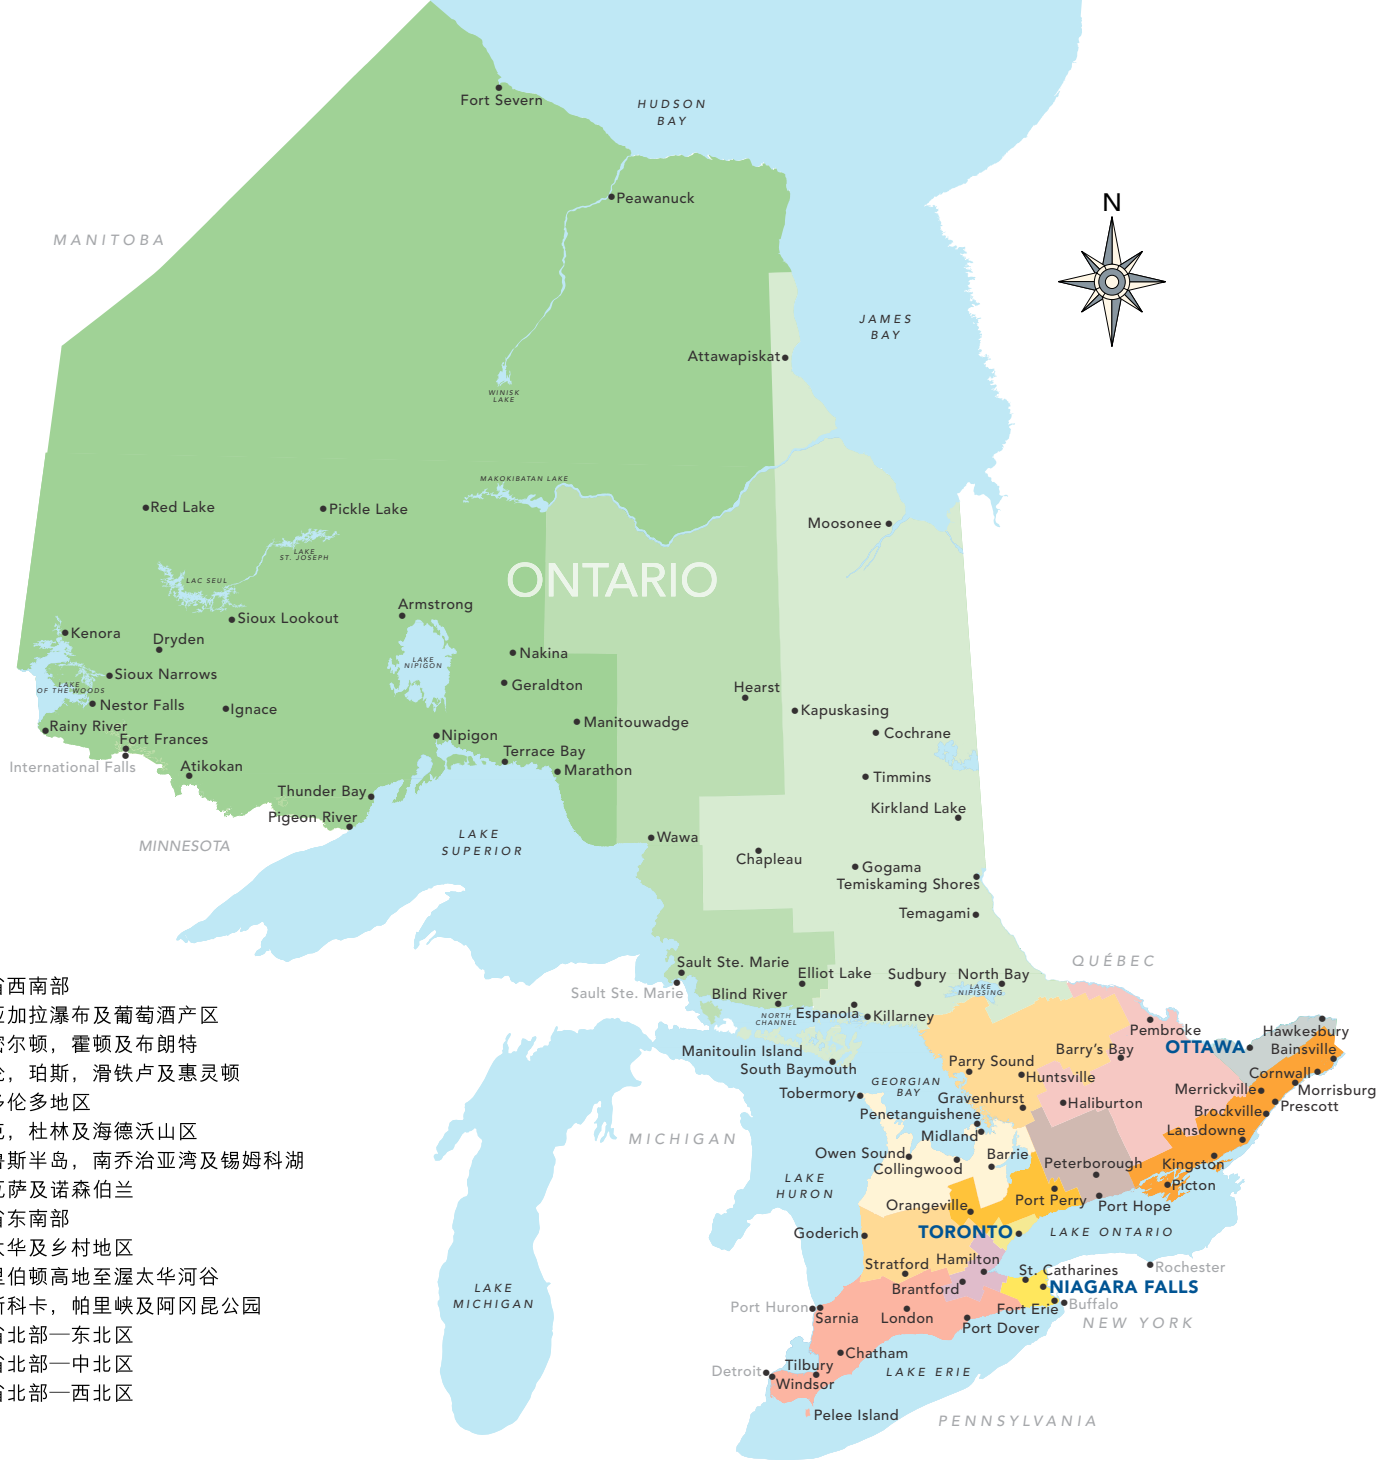 Fort Severn
HUDSON
BAY
Peawanuck
N
MANITOBA
JAMES
BAY
Attawapiskat
WINISK
LAKE
MAKOKIBATAN LAKE
Red Lake
Pickle Lake
Moosonee
LAKE
ST. JOSEPH
LAC SEUL
ONTARIO
Armstrong
Sioux Lookout
Kenora
Dryden
Nakina
LAKE
NIPIGON
Sioux Narrows
Geraldton
LAKE
OF THE WOODS
Hearst
Nestor Falls
Ignace
Kapuskasing
Manitouwadge
Rainy River
Cochrane
Fort Frances
Nipigon
Terrace Bay
International Falls
Atikokan
Marathon
Timmins
Thunder Bay
Kirkland Lake
Pigeon River
LAKE
SUPERIOR
Wawa
MINNESOTA
Chapleau
Gogama
Temiskaming Shores
Temagami
QUÉBEC
Sault Ste. Marie
Elliot Lake
Sudbury
North Bay
LAKE
NIPISSING
Sault Ste. Marie
Blind River
Espanola
NORTH
CHANNEL
Killarney
Pembroke
Hawkesbury
OTTAWA
Bainsville
Barry's Bay
Manitoulin Island
South Baymouth
Parry Sound
Huntsville
Cornwall
GEORGIAN
BAY
Tobermory
Merrickville
Morrisburg
Gravenhurst
Haliburton
Prescott
Penetanguishene
Brockville
Midland
Lansdowne
MICHIGAN
Owen Sound
Collingwood
Barrie
Peterborough
Kingston
LAKE
HURON
Picton
Orangeville
Port Perry
Port Hope
Goderich
TORONTO
LAKE ONTARIO
Stratford
Hamilton
St. Catharines
Rochester
Brantford
NIAGARA FALLS
LAKE
MICHIGAN
Port Huron
Sarnia
London
Fort Erie
Buffalo
Port Dover
NEW YORK
Chatham
Tilbury
Detroit
Windsor
LAKE ERIE
Pelee Island
PENNSYLVANIA
省西南部
亚加拉瀑布及葡萄酒产区
密尔顿，霍顿及布朗特
伦，珀斯，滑铁卢及惠灵顿
多伦多地区
克，杜林及海德沃山区
鲁斯半岛，南乔治亚湾及锡姆科湖
瓦萨及诺森伯兰
省东南部
太华及乡村地区
里伯顿高地至渥太华河谷
斯科卡，帕里峡及阿冈昆公园
省北部—东北区
省北部—中北区
省北部—西北区